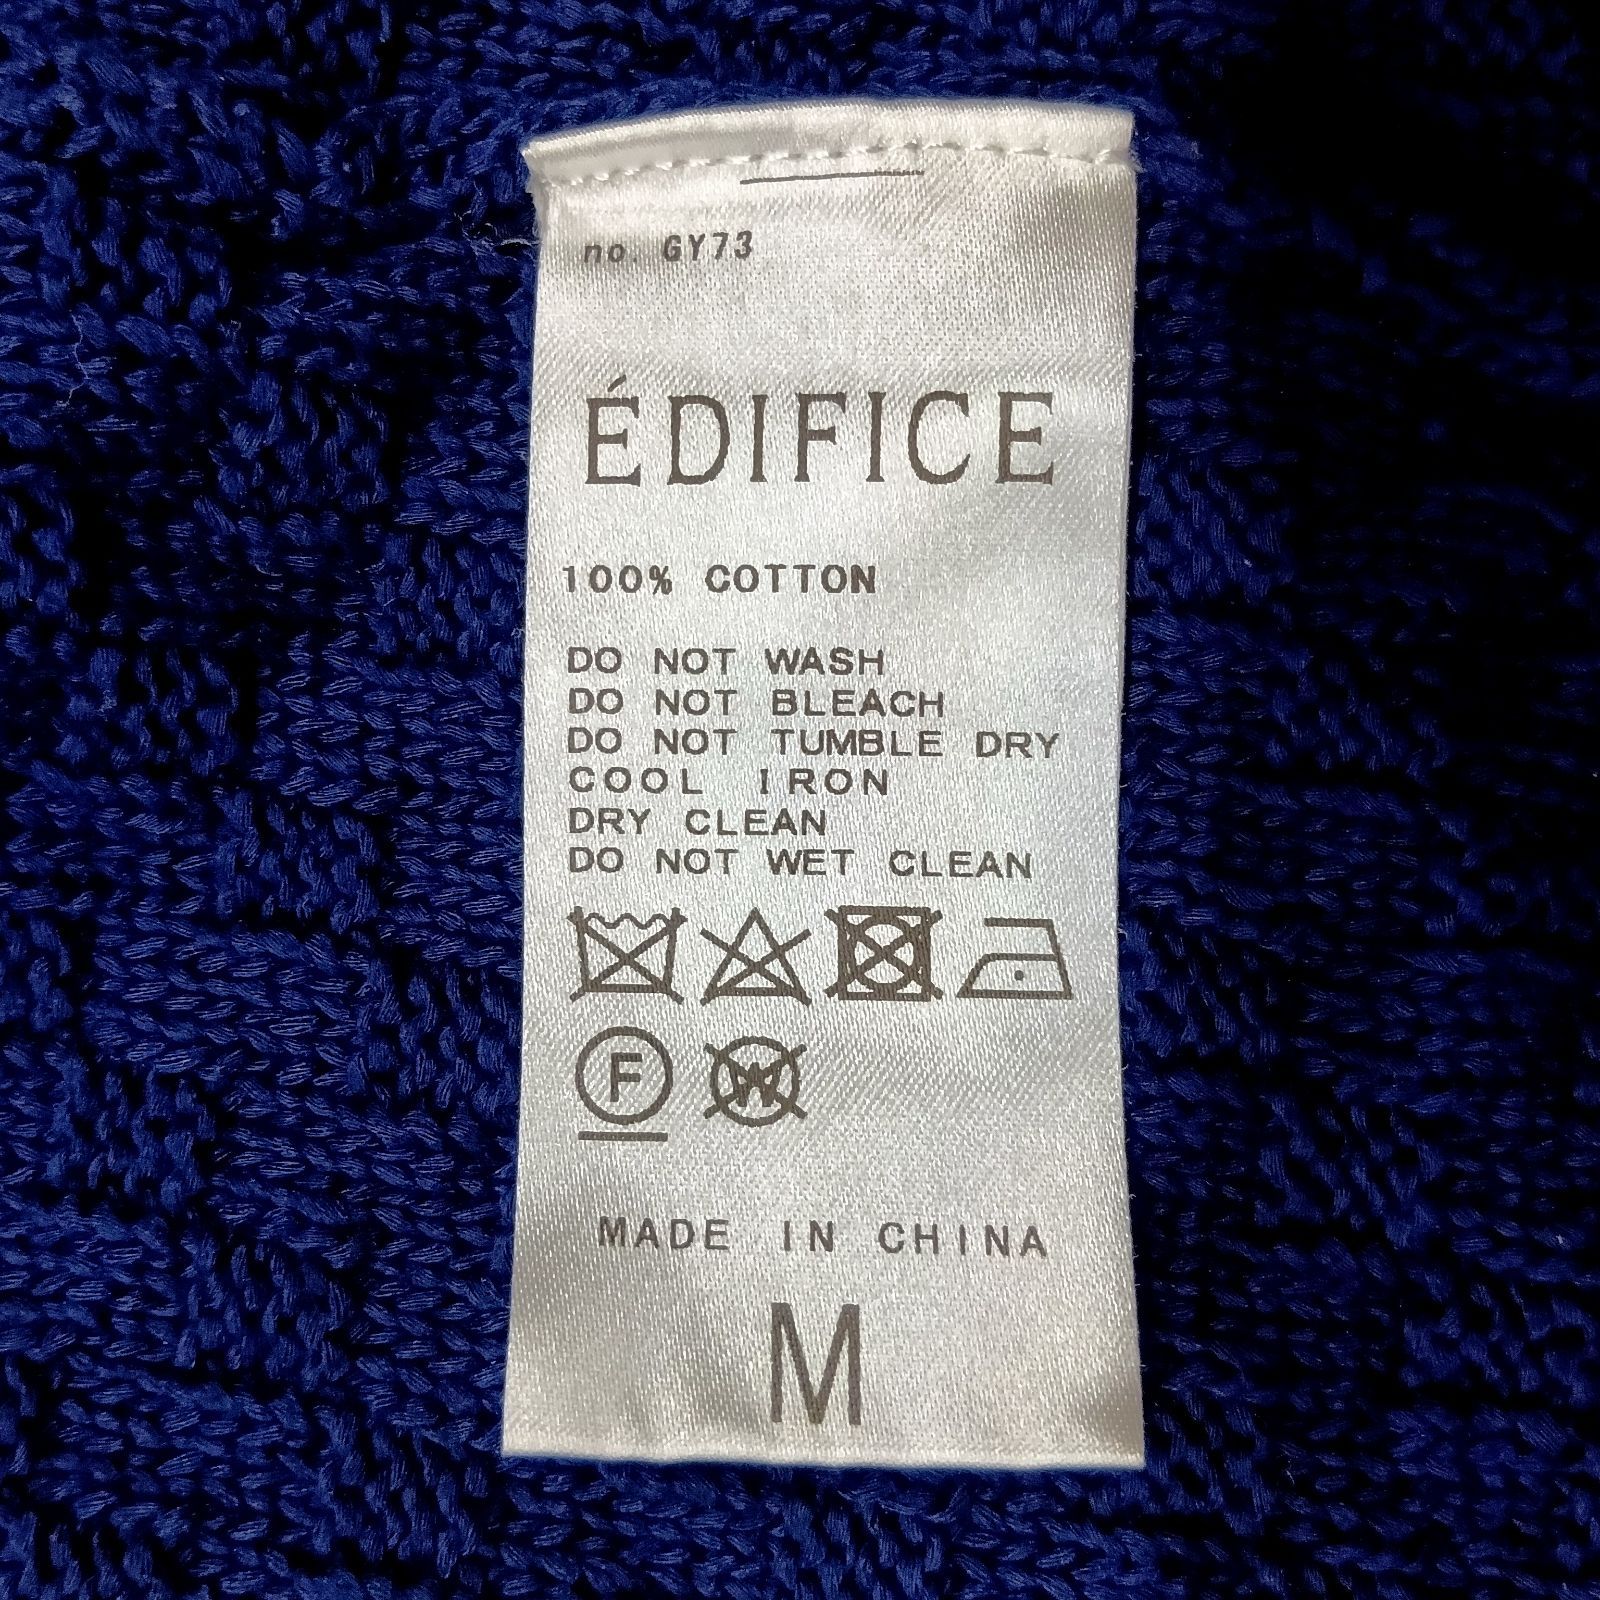 no. GY73
ÉDIFICE
100% COTTON
DO NOT WASH
DO NOT BLEACH
DO NOT TUMBLE DRY
COOL IRON
DRY CLEAN
DO NOT WET CLEAN
F W
MADE IN CHINA
M